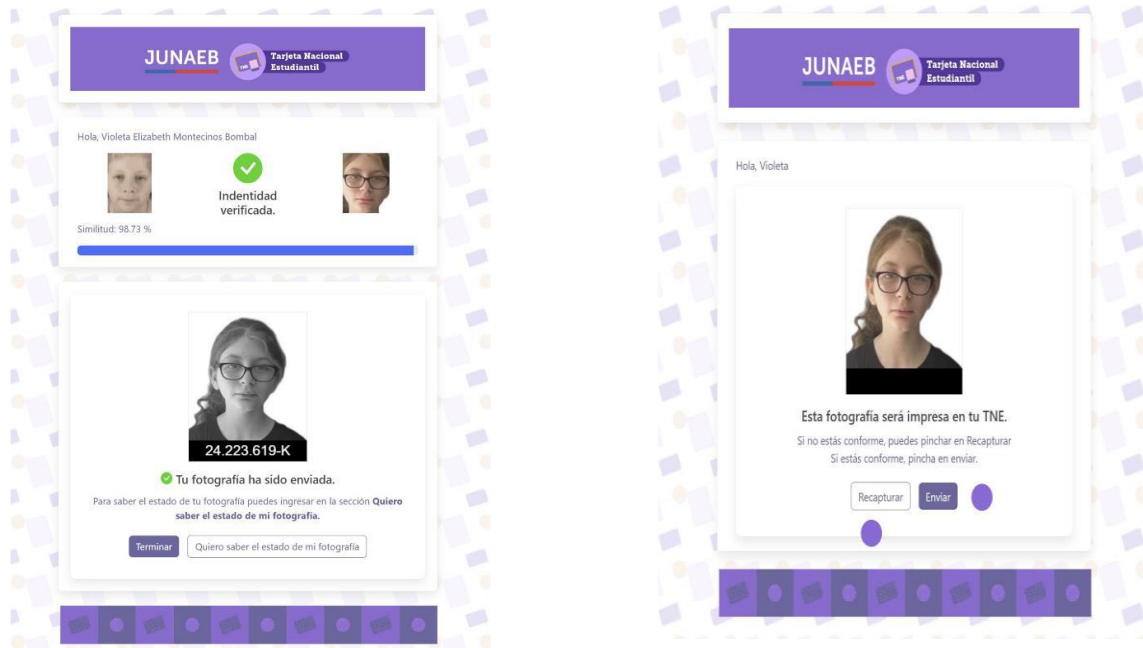 JUNAEB
TNE
Tarjeta Nacional
Estudiantil
Hola, Violeta Elizabeth Montecinos Bombal
Indentidad
verificada.
Similitud: 98.73 %
24.223.619-K
Tu fotografía ha sido enviada.
Para saber el estado de tu fotografía puedes ingresar en la sección Quiero
saber el estado de mi fotografía.
Terminar
Quiero saber el estado de mi fotografía
JUNAEB
TNE
Tarjeta Nacional
Estudiantil
Hola, Violeta
Esta fotografía será impresa en tu TNE.
Si no estás conforme, puedes pinchar en Recapturar
Si estás conforme, pincha en enviar.
Recapturar
Enviar